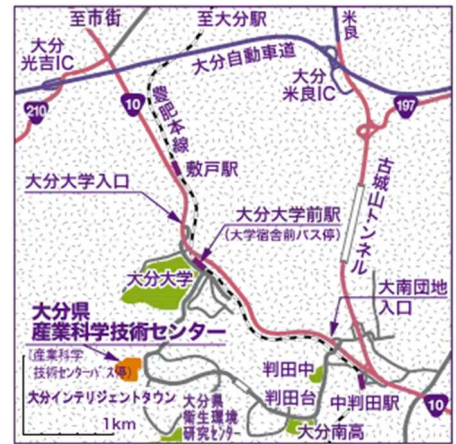 至市街
至大分駅
米良
大分
光吉IC
大分自動車道
大分
米良IC
210
10
197
豊肥本線
敷戸駅
古城山トンネル
大分大学入口
大分大学前駅
(大学宿舎前バス停)
大分大学
大南団地
入口
大分県
産業科学技術センター
(産業科学
技術センターバス停)
大分インテリジェントタウン
1km
大分県
衛生環境
研究センター
判田中
判田台
中判田駅
大分南高
10